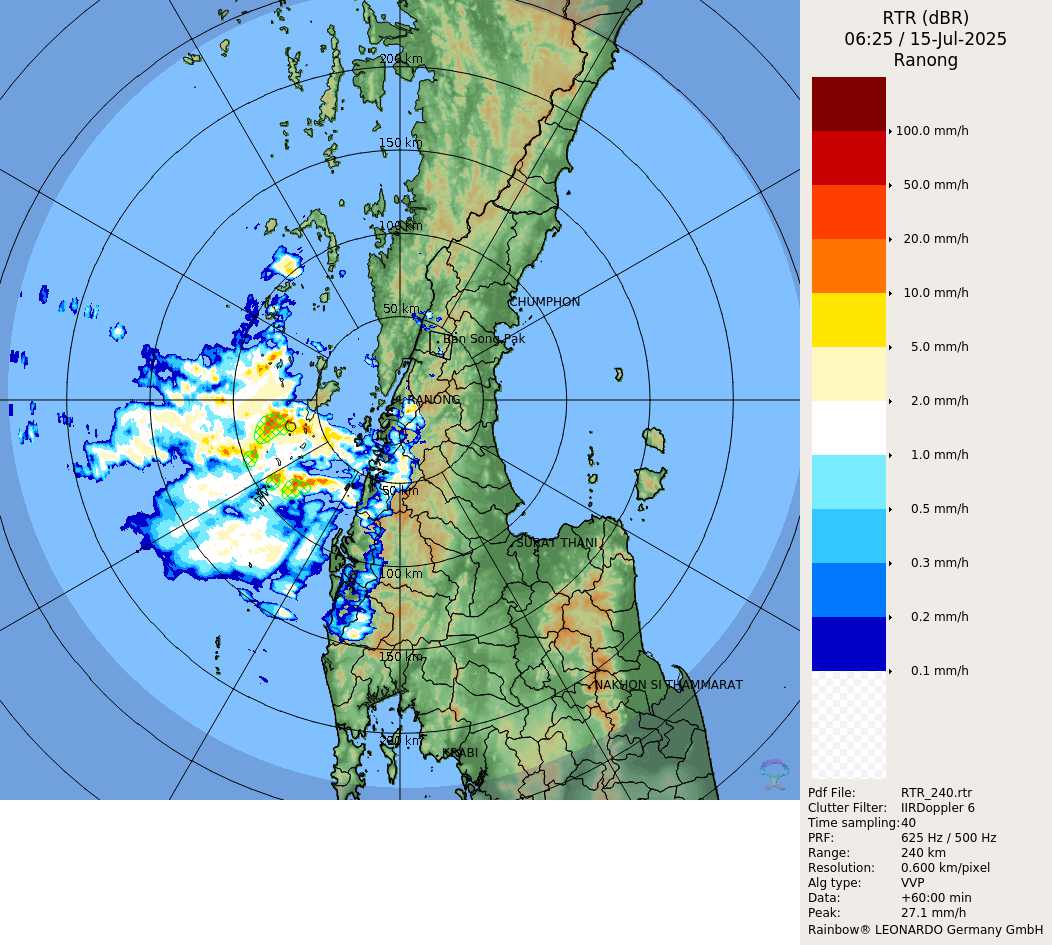 RTR (dBR)
06:25 / 15-Jul-2025
Ranong
200 km
150 km
100 km
50 km
CHUMPHON
Ban Song Pak
RANONG
50 km
SURAT THANI
100 km
150 km
NAKHON SI THAMMARAT
200 km
KRABI
100.0 mm/h
50.0 mm/h
20.0 mm/h
10.0 mm/h
5.0 mm/h
2.0 mm/h
1.0 mm/h
0.5 mm/h
0.3 mm/h
0.2 mm/h
0.1 mm/h
Pdf File: RTR_240.rtr
Clutter Filter: IIRDoppler 6
Time sampling: 40
PRF: 625 Hz / 500 Hz
Range: 240 km
Resolution: 0.600 km/pixel
Alg type: VVP
Data: +60:00 min
Peak: 27.1 mm/h
Rainbow® LEONARDO Germany GmbH